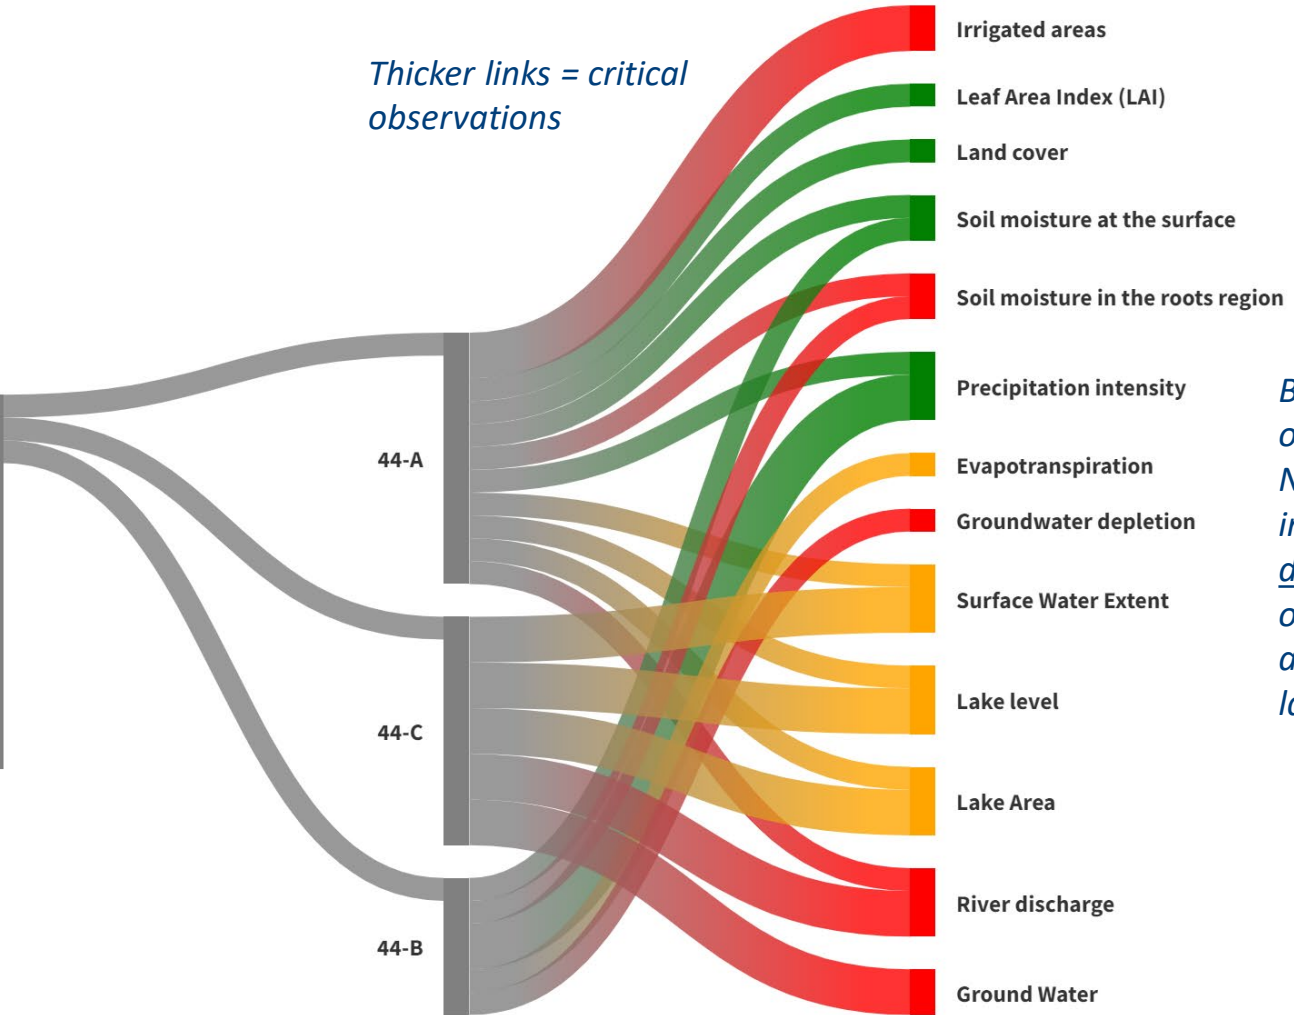 Thicker links = critical
observations
Irrigated areas
Leaf Area Index (LAI)
Land cover
Soil moisture at the surface
Soil moisture in the roots region
Precipitation intensity
Evapotranspiration
Groundwater depletion
Surface Water Extent
Lake level
Lake Area
River discharge
Ground Water
44-A
44-C
44-B